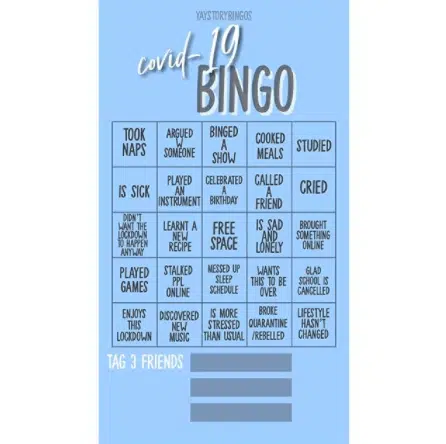 YAYSTORYBINGOS
covid-19
BINGO
TOOK
NAPS
ARGUED
W
SOMEONE
BINGED
A
SHOW
COOKED
MEALS
STUDIED
IS SICK
PLAYED
AN
INSTRUMENT
CELEBRATED
A
BIRTHDAY
CALLED
A
FRIEND
CRIED
DIDN'T
WANT THE
LOCKDOWN
TO HAPPEN
ANYWAY
LEARNT A
NEW
RECIPE
FREE
SPACE
IS SAD
AND
LONELY
BROUGHT
SOMETHING
ONLINE
PLAYED
GAMES
STALKED
PPL
ONLINE
MESSED UP
SLEEP
SCHEDULE
WANTS
THIS TO BE
OVER
GLAD
SCHOOL IS
CANCELLED
ENJOYS
THIS
LOCKDOWN
DISCOVERED
NEW
MUSIC
IS MORE
STRESSED
THAN USUAL
BROKE
QUARANTINE
/REBELLED
LIFESTYLE
HASN'T
CHANGED
TAG 3 FRIENDS